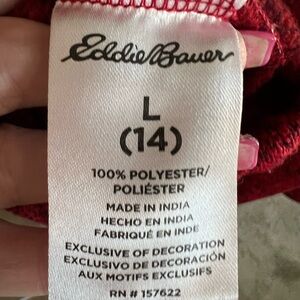 Eddie Bauer
L
(14)
100% POLYESTER/
POLIÉSTER
MADE IN INDIA
HECHO EN INDIA
FABRIQUÉ EN INDE
EXCLUSIVE OF DECORATION
EXCLUSIVO DE DECORACIÓN
AUX MOTIFS EXCLUSIFS
RN # 157622